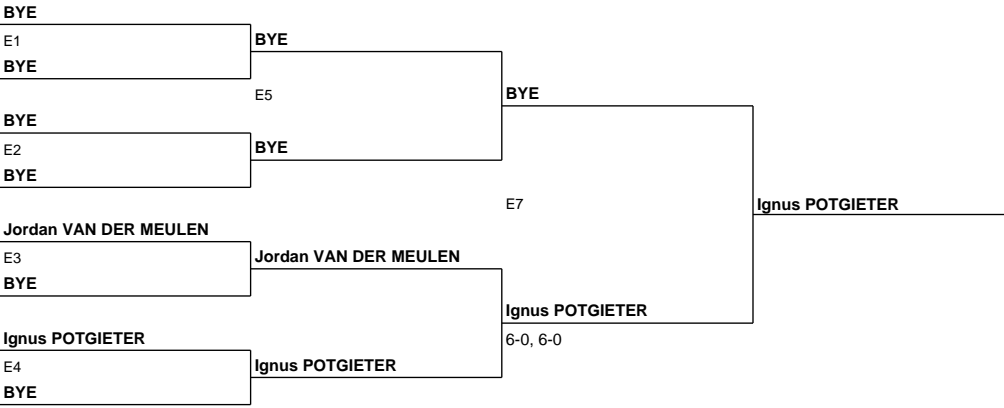 BYE
E1
BYE
BYE
E5
BYE
BYE
E2
BYE
BYE
E7
Ignus POTGIETER
Jordan VAN DER MEULEN
E3
Jordan VAN DER MEULEN
BYE
Ignus POTGIETER
6-0, 6-0
Ignus POTGIETER
E4
Ignus POTGIETER
BYE